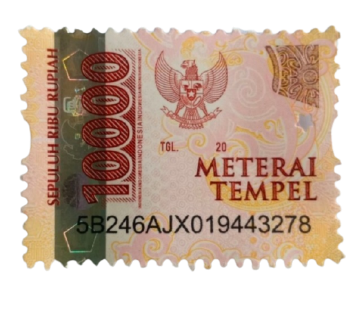 SEPULUH RIBU RUPIAH
10000
TGL. 20
METERAI
TEMPEL
5B246AJX019443278